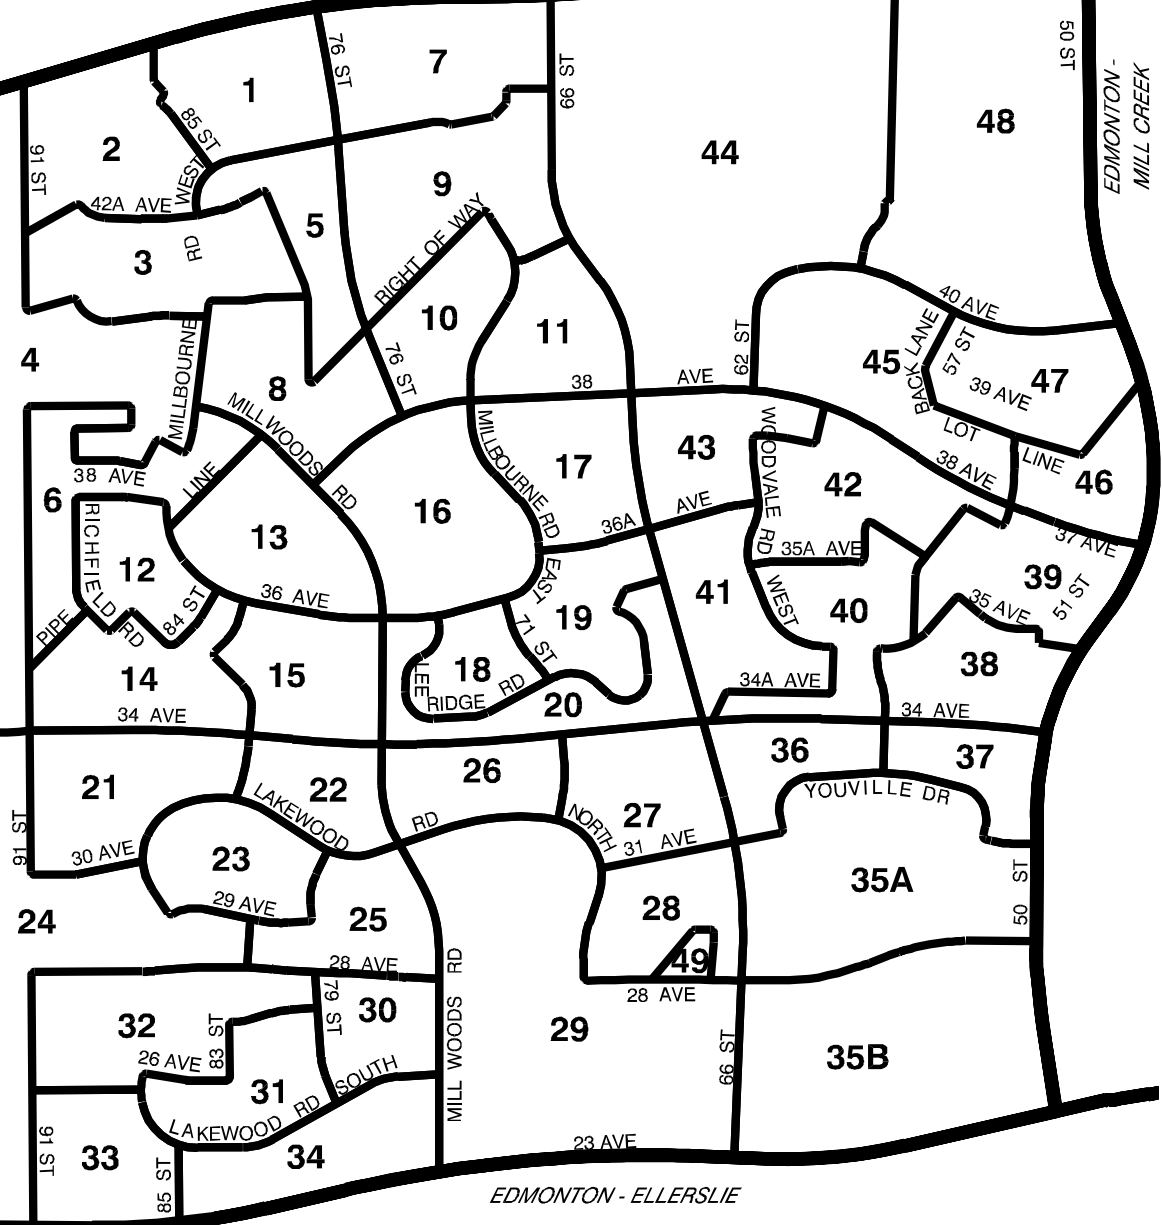 50 ST
76 ST
7
66 ST
EDMONTON -
MILL CREEK
1
85 ST
48
2
44
91 ST
WEST
9
42A AVE
RD
5
3
RIGHT OF WAY
40 AVE
10
11
62 ST
BACK LANE
57 ST
4
MILLBOURNE
76 ST
45
47
8
38 AVE
39 AVE
MILLWOODS RD
LOT LINE
MILLBOURNE RD
WOODVALE RD
43
38 AVE
17
38 AVE
LINE
42
46
6
RICHFIELD RD
16
36A AVE
13
35A AVE
37 AVE
12
EAST
39
51 ST
36 AVE
41
WEST
40
35 AVE
PIPE
84 ST
71 ST
19
38
14
15
LEE RIDGE RD
18
34A AVE
20
34 AVE
34 AVE
36
37
26
21
22
YOUVILLE DR
LAKEWOOD RD
NORTH
27
91 ST
31 AVE
30 AVE
23
35A
50 ST
29 AVE
28
24
25
49
28 AVE
MILL WOODS RD
28 AVE
79 ST
30
32
83 ST
29
66 ST
35B
26 AVE
31
SOUTH
LAKEWOOD RD
91 ST
33
85 ST
34
23 AVE
EDMONTON - ELLERSLIE